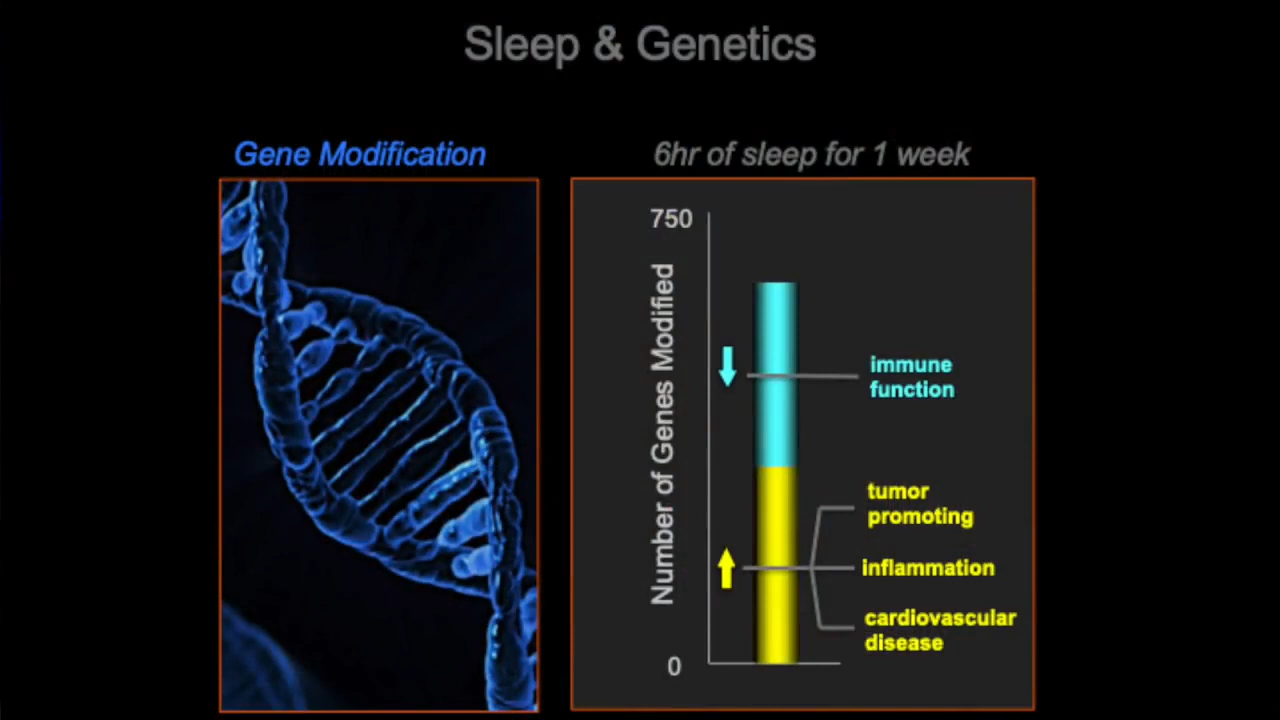 Sleep & Genetics
Gene Modification
6hr of sleep for 1 week
750
Number of Genes Modified
immune
function
tumor
promoting
inflammation
cardiovascular
disease
0